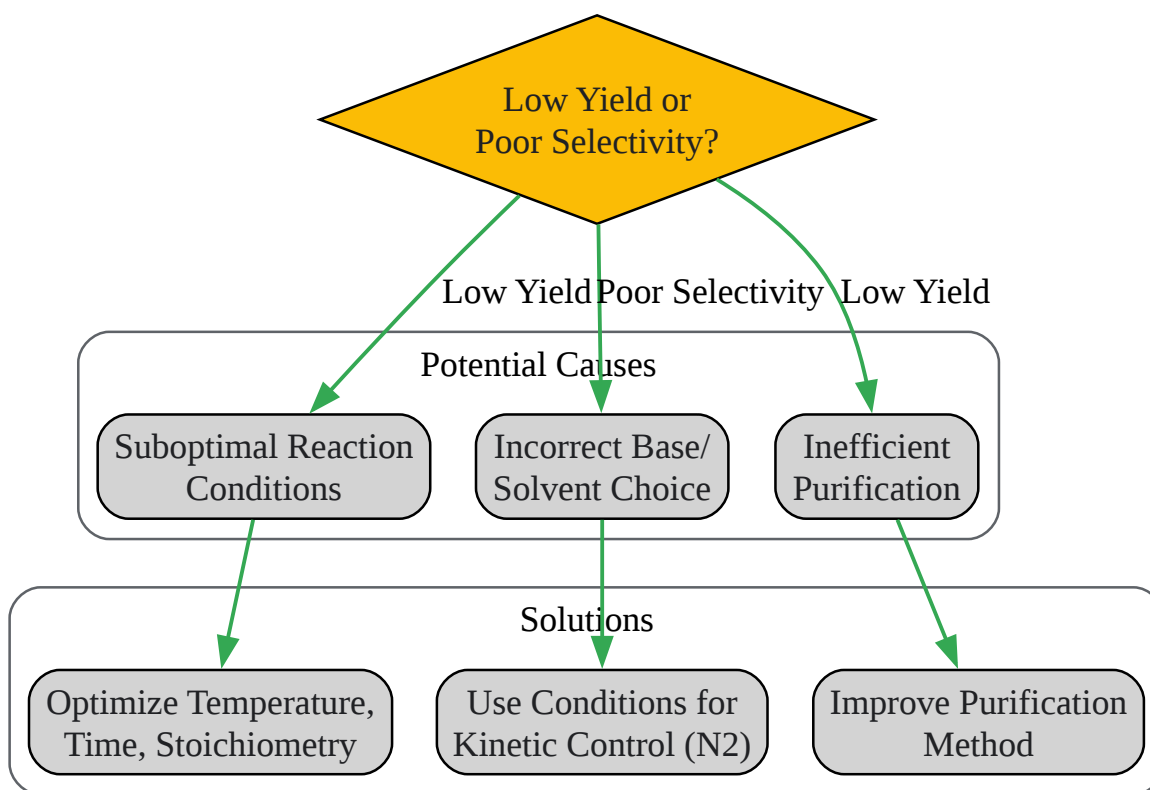 Low Yield or
Poor Selectivity?
Low Yield
Poor Selectivity
Low Yield
Potential Causes
Suboptimal Reaction
Conditions
Incorrect Base/
Solvent Choice
Inefficient
Purification
Solutions
Optimize Temperature,
Time, Stoichiometry
Use Conditions for
Kinetic Control (N2)
Improve Purification
Method